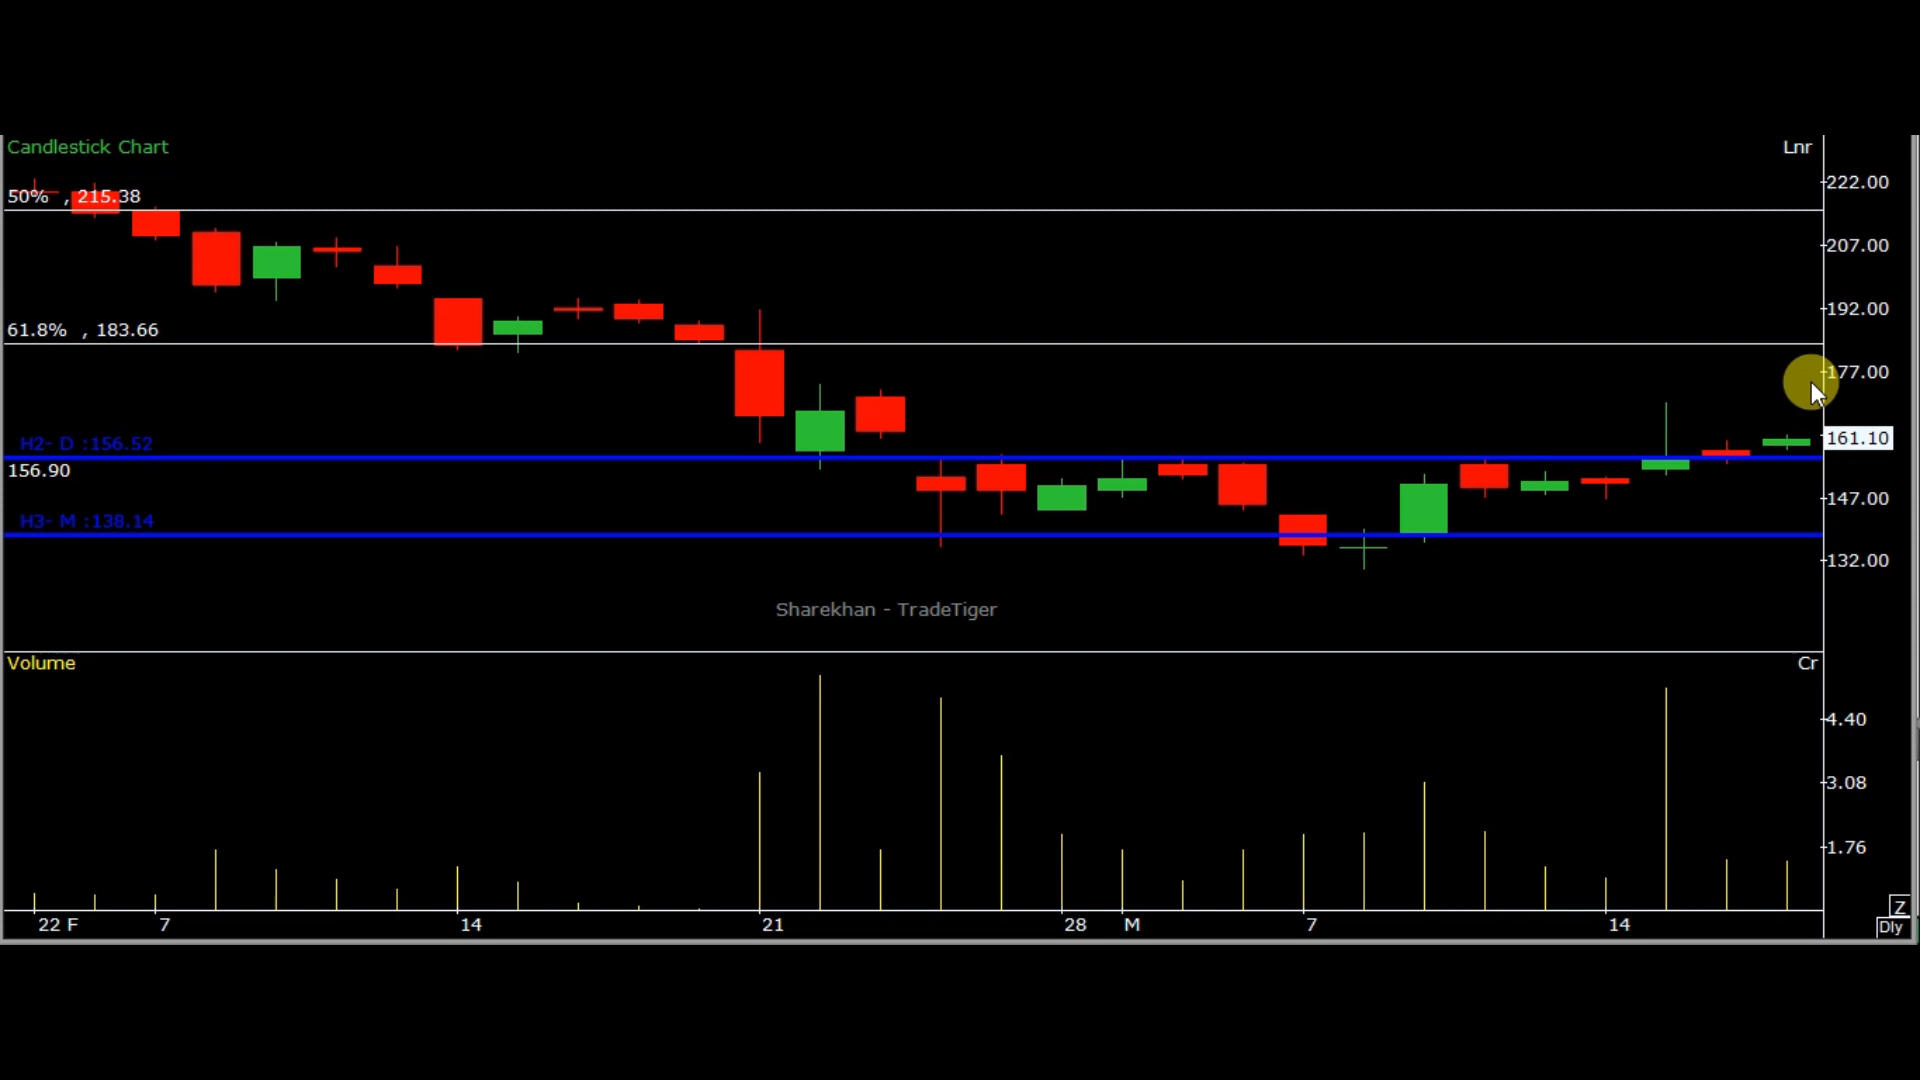 Candlestick Chart
Lnr
222.00
50% , 215.38
207.00
192.00
61.8% , 183.66
177.00
161.10
H2- D :156.52
156.90
147.00
H3- M :138.14
132.00
Sharekhan - TradeTiger
Volume
Cr
4.40
3.08
1.76
Z
22 F 7 14 21 28 M 7 14
Dly